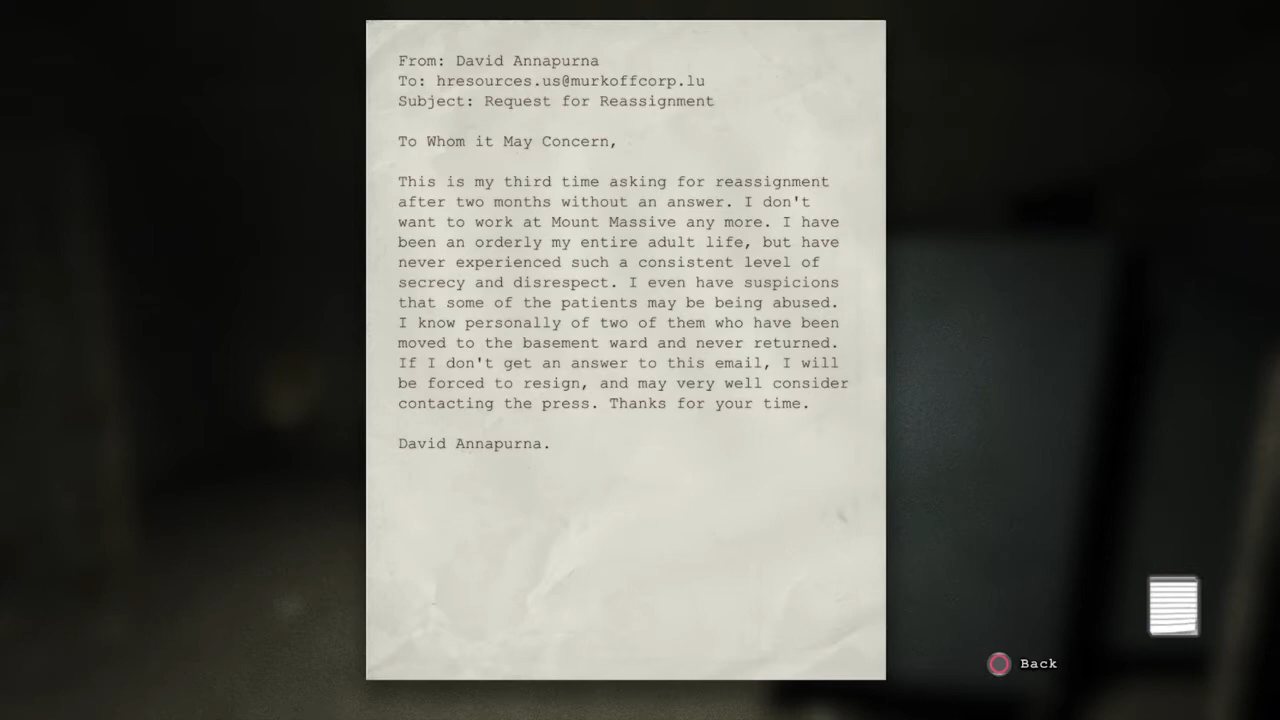 From: David Annapurna
To: hresources.us@murkoffcorp.lu
Subject: Request for Reassignment
To Whom it May Concern,
This is my third time asking for reassignment
after two months without an answer. I don't
want to work at Mount Massive any more. I have
been an orderly my entire adult life, but have
never experienced such a consistent level of
secrecy and disrespect. I even have suspicions
that some of the patients may be being abused.
I know personally of two of them who have been
moved to the basement ward and never returned.
If I don't get an answer to this email, I will
be forced to resign, and may very well consider
contacting the press. Thanks for your time.
David Annapurna.
Back